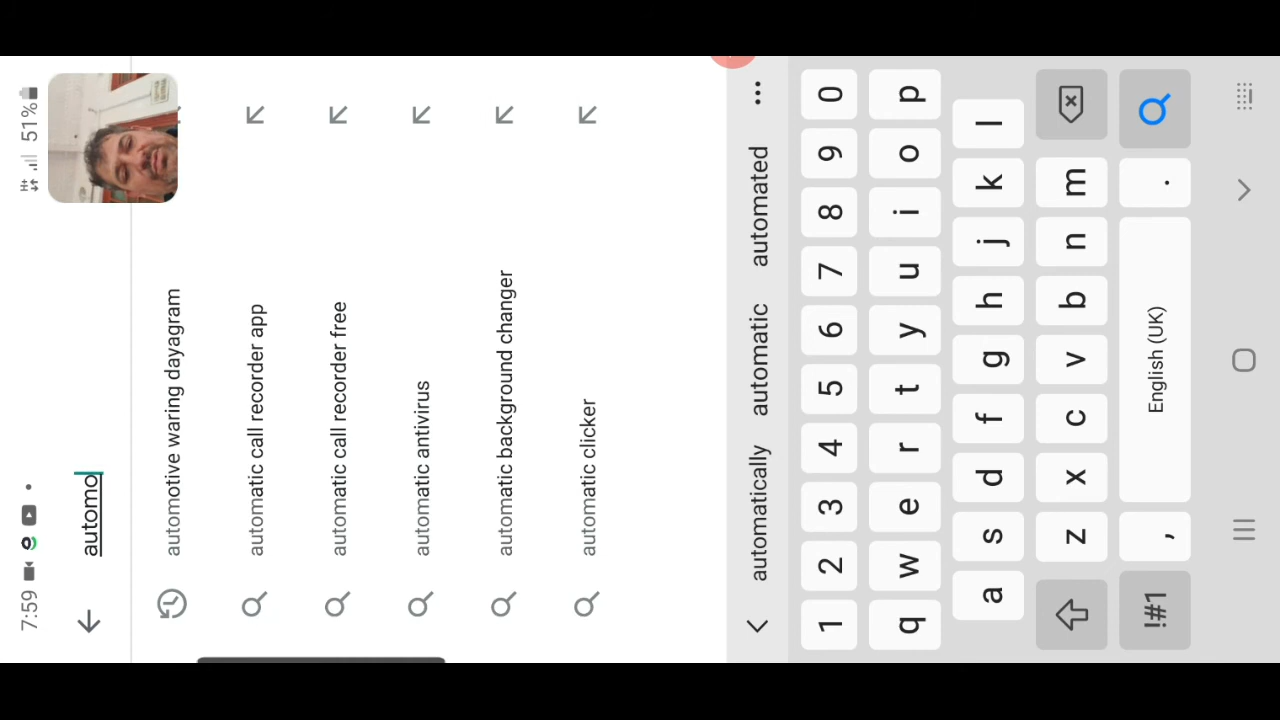 7:59
H+ 51%
automo
automotive waring dayagram
automatic call recorder app
automatic call recorder free
automatic antivirus
automatic background changer
automatic clicker
automatically automatic automated ...
1 2 3 4 5 6 7 8 9 0
q w e r t y u i o p
a s d f g h j k l
z x c v b n m
!#1 , English (UK) .